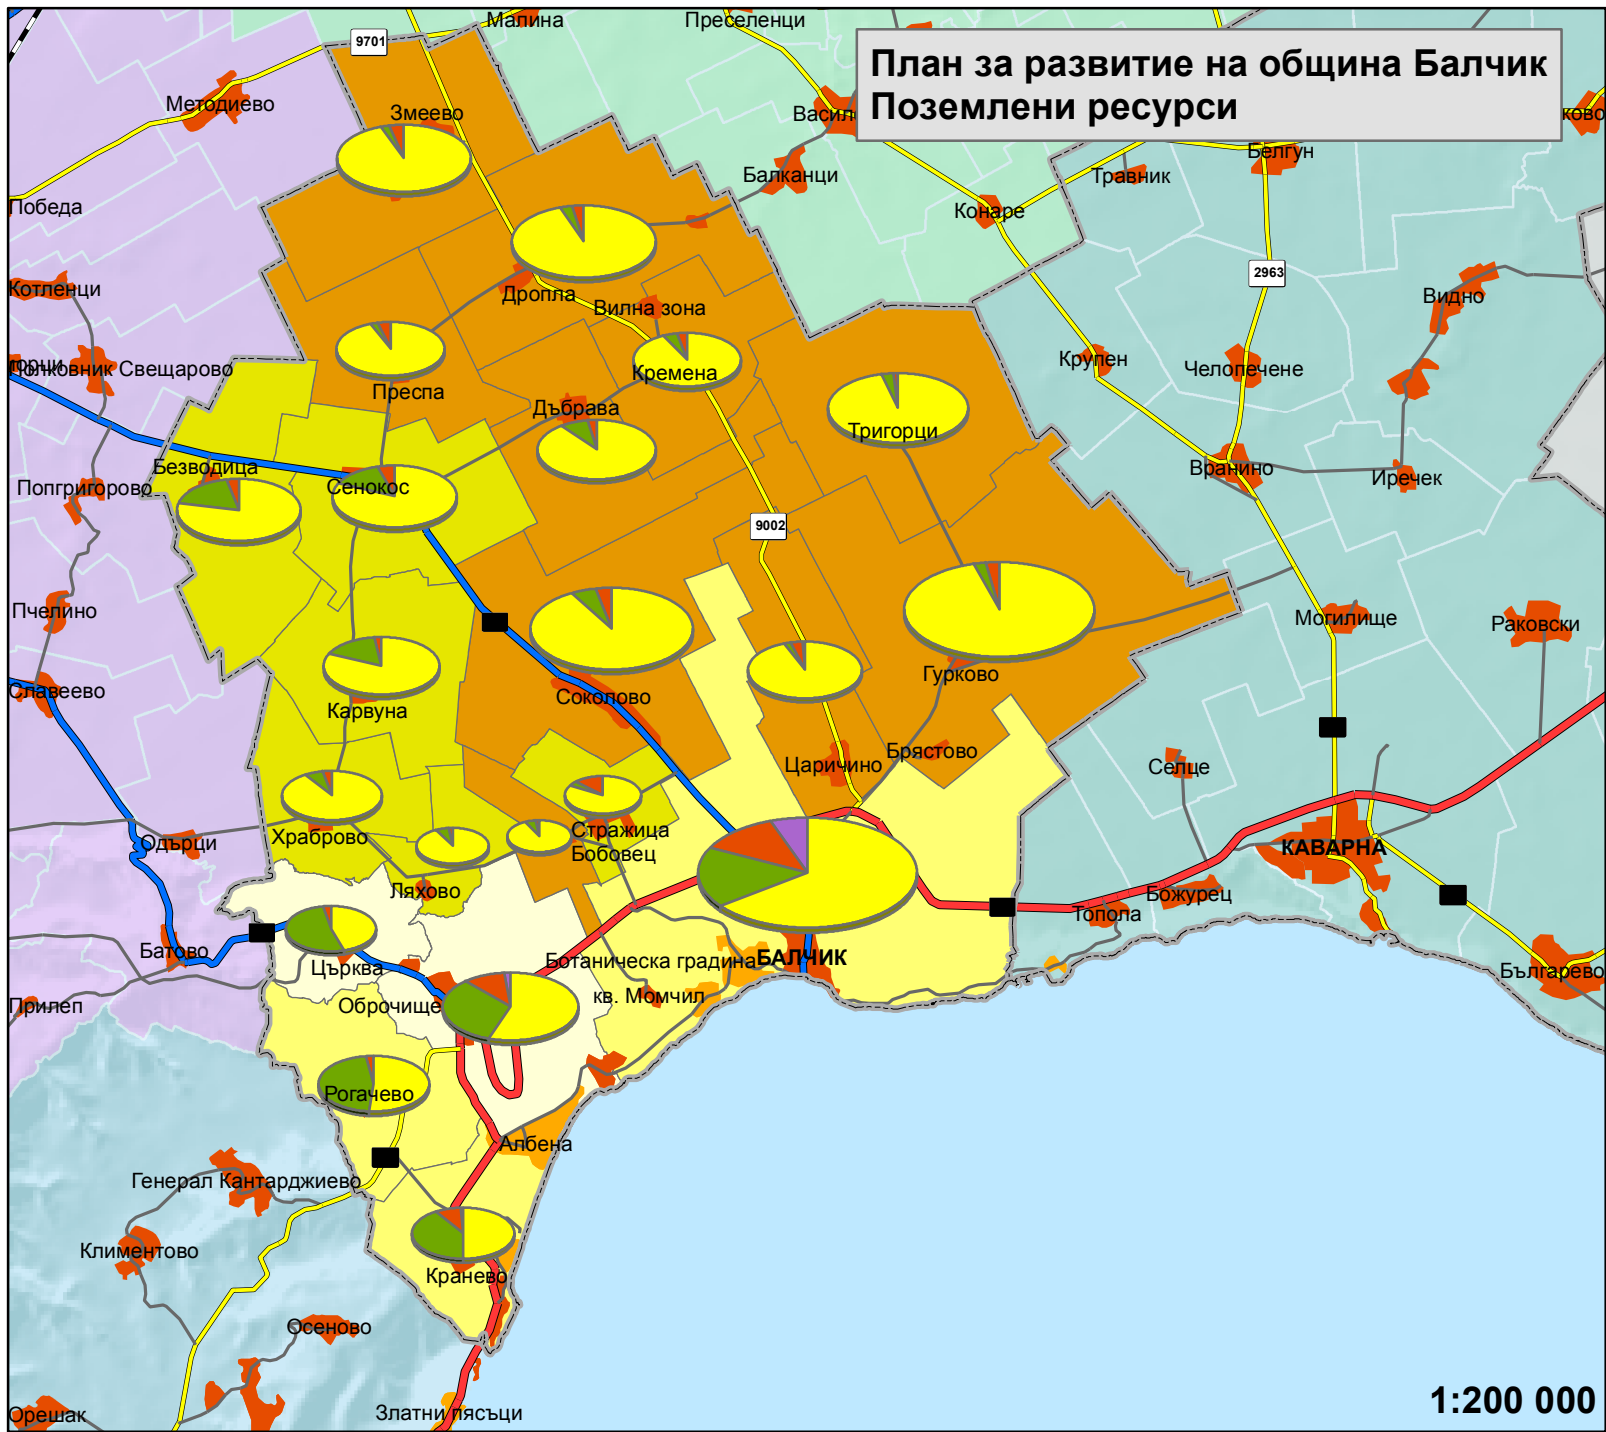 Малина
Преселенци
9701
План за развитие на община Балчик
Поземлени ресурси
Методиево
Змеево
Васил
ково
Белгун
Балканци
Травник
Победа
Конаре
2963
Котленци
Дропла
Вилна зона
Видно
Полковник Свещарово
Крупен
Челопечене
Преспа
Кремена
Дъбрава
Тригорци
Безводица
Сенокос
Попгригорово
Вранино
Иречек
9002
Пчелино
Могилище
Раковски
Славеево
Карвуна
Соколово
Гурково
Царичино
Брястово
Селце
Храброво
Стражица
Одърци
Бобовец
КАВАРНА
Ляхово
Божурец
Топола
Батово
Църква
Ботаническа градина
БАЛЧИК
Българево
Прилеп
Оброчище
кв. Момчил
Рогачево
Албена
Генерал Кантарджиево
Климентово
Кранево
Осеново
Орешак
Златни пясъци
1:200 000